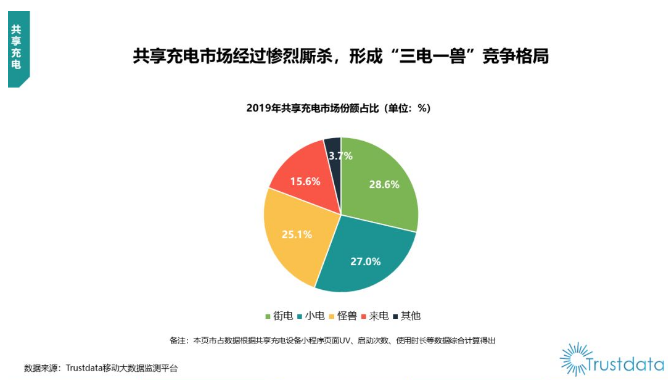 共享充电
共享充电市场经过惨烈厮杀，形成“三电一兽”竞争格局
2019年共享充电市场份额占比（单位：%）
3.7%
28.6%
15.6%
25.1%
27.0%
街电 小电 怪兽 来电 其他
备注：本页市占数据根据共享充电设备小程序页面UV、启动次数、使用时长等数据综合计算得出
数据来源：Trustdata移动大数据监测平台
Trustdata